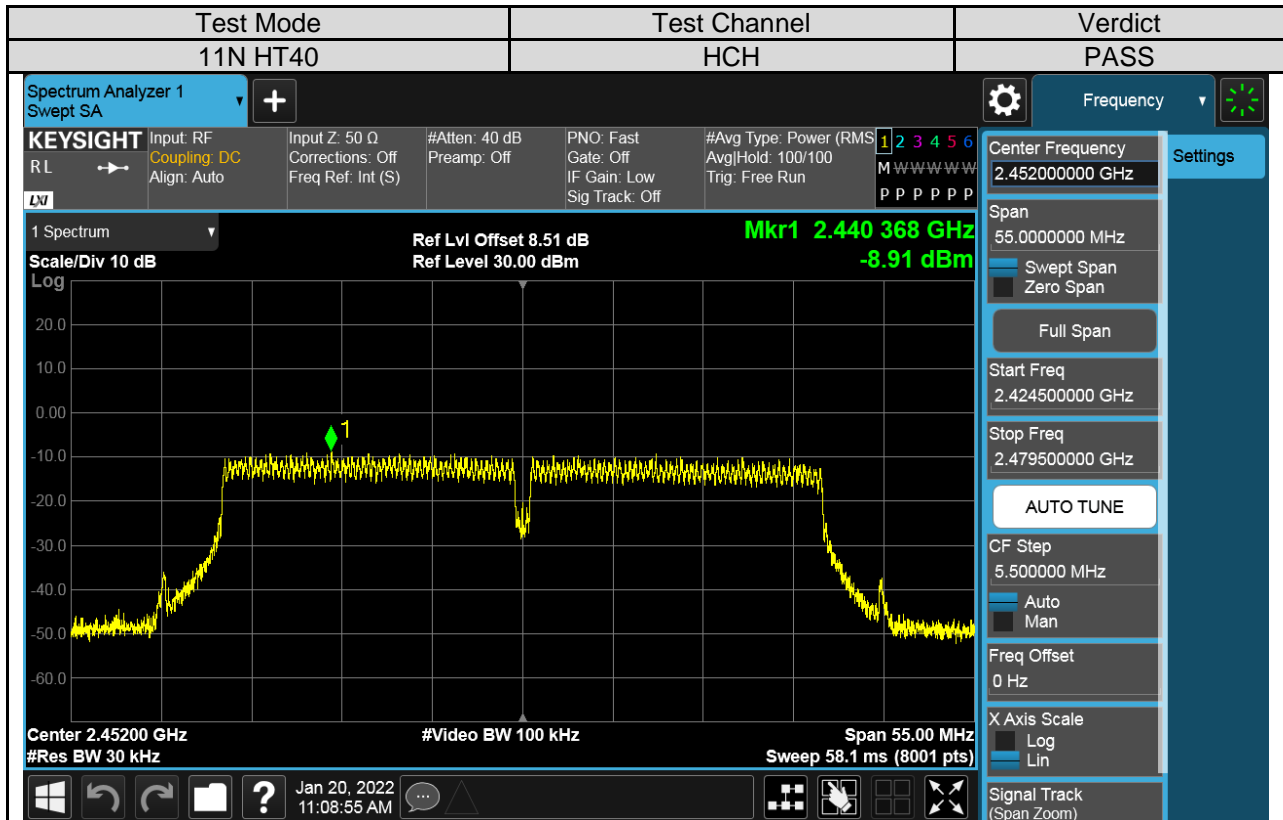 Test Mode Test Channel Verdict
11N HT40 HCH PASS
Spectrum Analyzer 1
Swept SA
Frequency
KEYSIGHT Input: RF Input Z: 50 Ω #Atten: 40 dB PNO: Fast #Avg Type: Power (RMS 1 2 3 4 5 6
RL Coupling: DC Corrections: Off Preamp: Off Gate: Off Avg|Hold: 100/100 M W W W W W
Align: Auto Freq Ref: Int (S) IF Gain: Low Trig: Free Run
LXI Sig Track: Off P P P P P P
1 Spectrum Ref Lvl Offset 8.51 dB Mkr1 2.440 368 GHz
Scale/Div 10 dB Ref Level 30.00 dBm -8.91 dBm
Log
20.0
10.0
0.00
1
-10.0
-20.0
-30.0
-40.0
-50.0
-60.0
Center 2.45200 GHz #Video BW 100 kHz Span 55.00 MHz
#Res BW 30 kHz Sweep 58.1 ms (8001 pts)
Jan 20, 2022
11:08:55 AM
Center Frequency
2.452000000 GHz
Settings
Span
55.0000000 MHz
Swept Span
Zero Span
Full Span
Start Freq
2.424500000 GHz
Stop Freq
2.479500000 GHz
AUTO TUNE
CF Step
5.500000 MHz
Auto
Man
Freq Offset
0 Hz
X Axis Scale
Log
Lin
Signal Track
(Span Zoom)